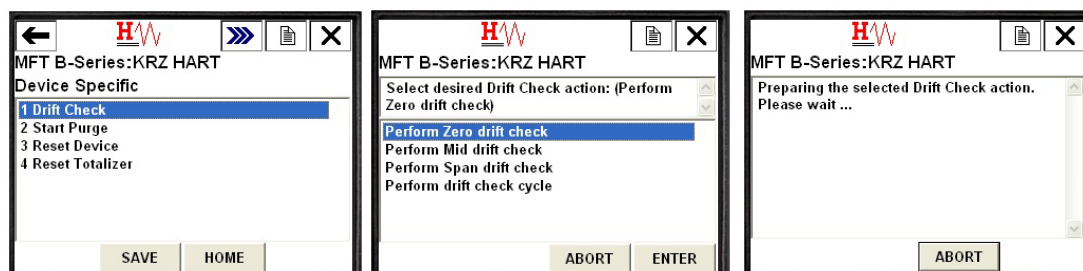 H
MFT B-Series:KRZ HART
Device Specific
1 Drift Check
2 Start Purge
3 Reset Device
4 Reset Totalizer
SAVE HOME
H
MFT B-Series:KRZ HART
Select desired Drift Check action: (Perform
Zero drift check)
Perform Zero drift check
Perform Mid drift check
Perform Span drift check
Perform drift check cycle
ABORT ENTER
H
MFT B-Series:KRZ HART
Preparing the selected Drift Check action.
Please wait ...
ABORT